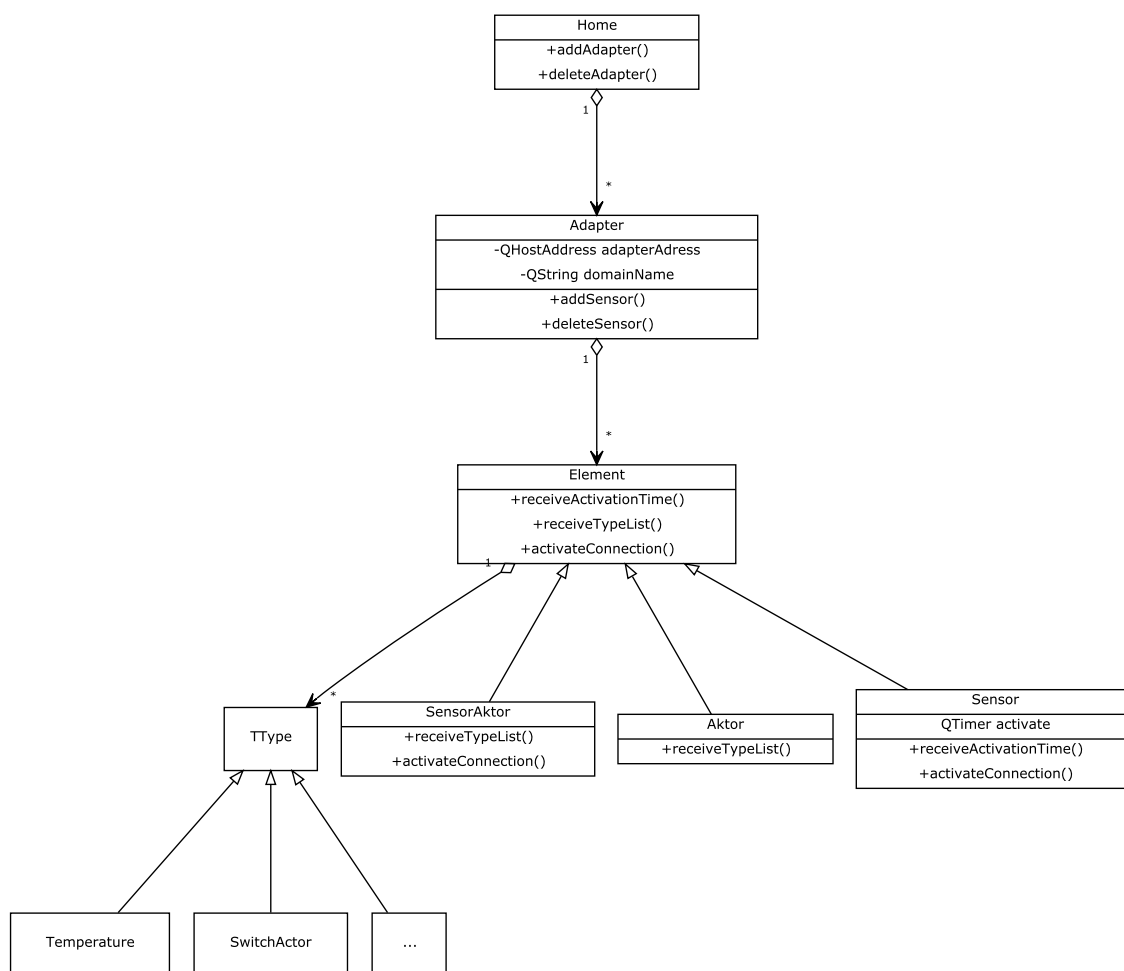 Home
+addAdapter()
+deleteAdapter()
1
*
Adapter
-QHostAddress adapterAdress
-QString domainName
+addSensor()
+deleteSensor()
1
*
Element
+receiveActivationTime()
+receiveTypeList()
+activateConnection()
1
*
TType
SensorAktor
+receiveTypeList()
+activateConnection()
Aktor
+receiveTypeList()
Sensor
QTimer activate
+receiveActivationTime()
+activateConnection()
Temperature
SwitchActor
...